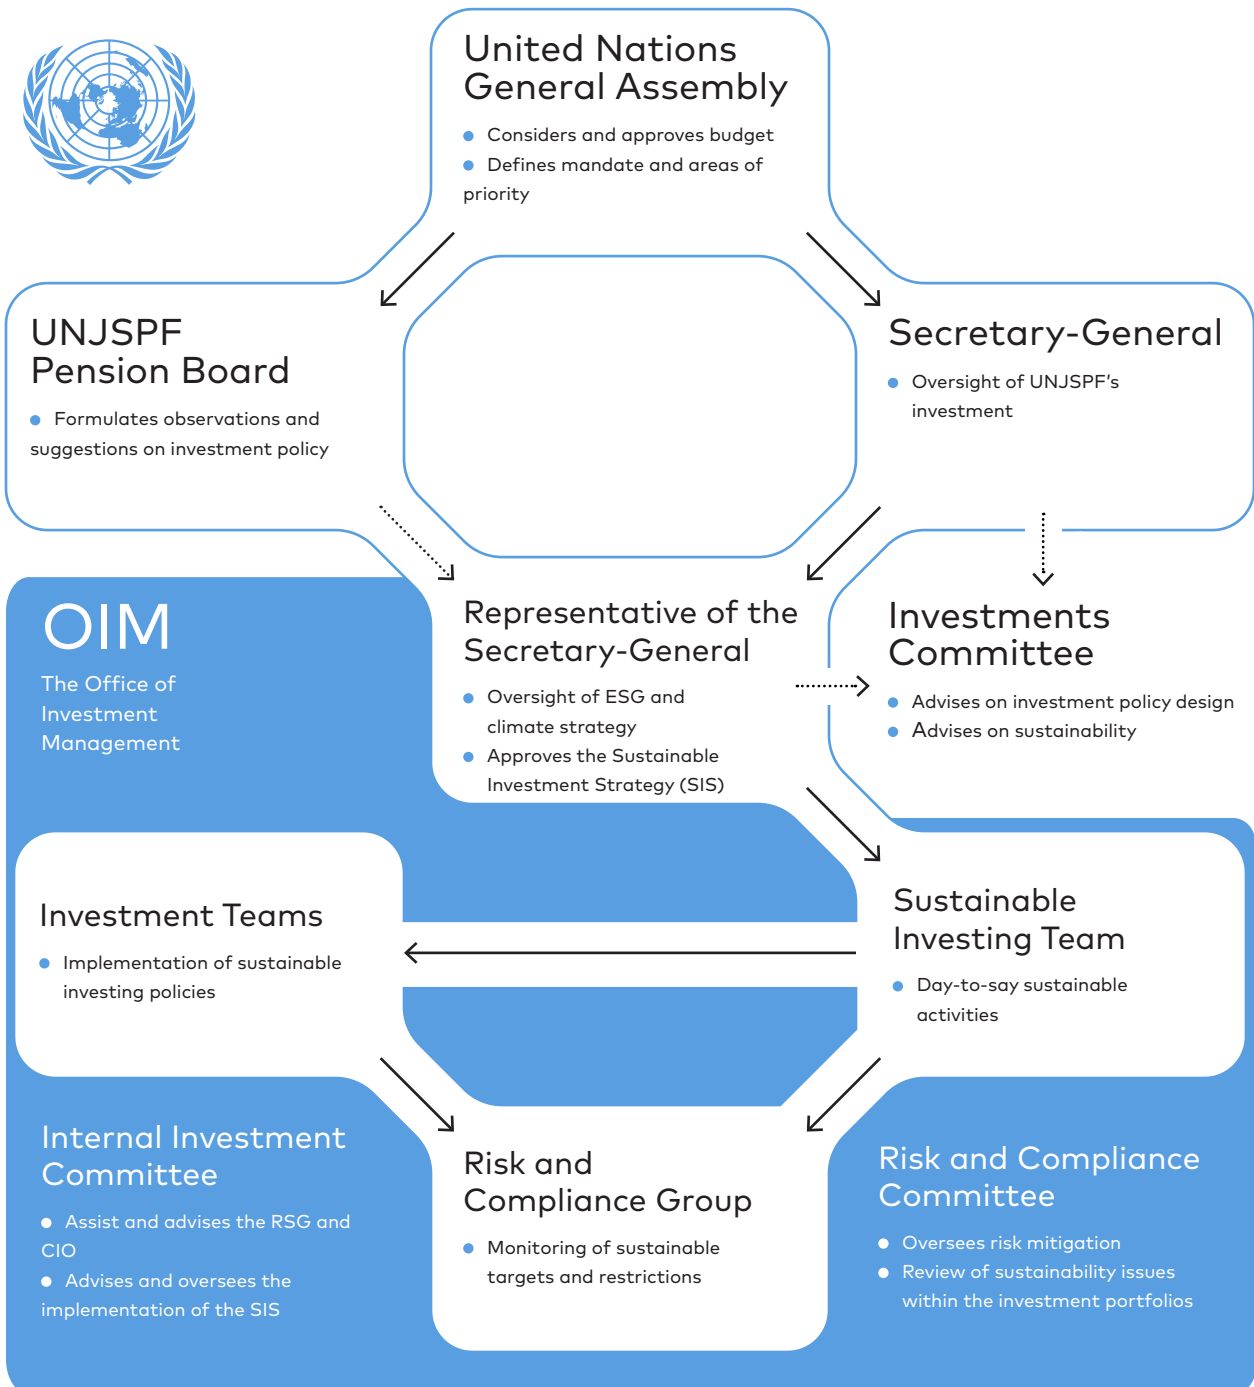 United Nations
General Assembly
● Considers and approves budget
● Defines mandate and areas of
priority
UNJSPF
Pension Board
● Formulates observations and
suggestions on investment policy
Secretary-General
● Oversight of UNJSPF's
investment
OIM
The Office of
Investment
Management
Representative of the
Secretary-General
● Oversight of ESG and
climate strategy
● Approves the Sustainable
Investment Strategy (SIS)
Investments
Committee
● Advises on investment policy design
● Advises on sustainability
Investment Teams
● Implementation of sustainable
investing policies
Sustainable
Investing Team
● Day-to-say sustainable
activities
Internal Investment
Committee
● Assist and advises the RSG and
CIO
● Advises and oversees the
implementation of the SIS
Risk and
Compliance Group
● Monitoring of sustainable
targets and restrictions
Risk and Compliance
Committee
● Oversees risk mitigation
● Review of sustainability issues
within the investment portfolios